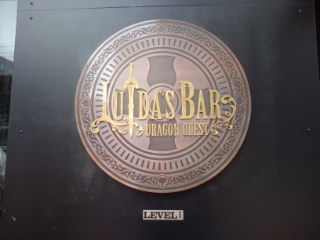 LUIDA'S BAR
DRAGON QUEST
LEVEL 1